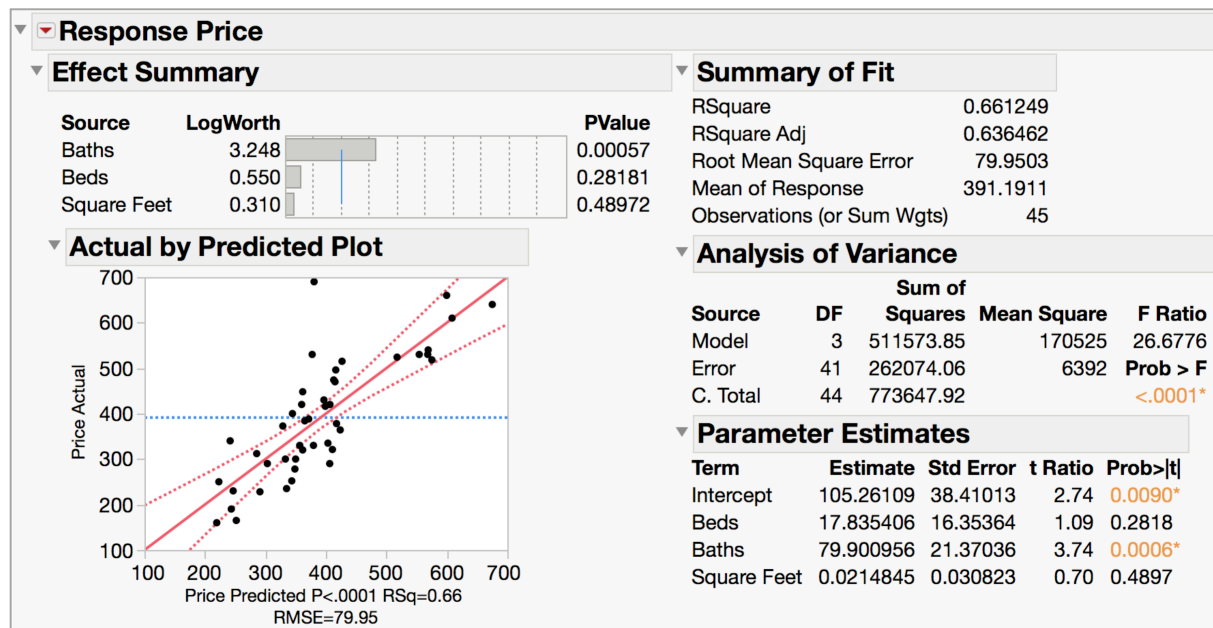 Response Price
Effect Summary
Source LogWorth PValue
Baths 3.248 0.00057
Beds 0.550 0.28181
Square Feet 0.310 0.48972
Actual by Predicted Plot
700
600
500
400
300
200
100
Price Actual
100 200 300 400 500 600 700
Price Predicted P<.0001 RSq=0.66
RMSE=79.95
Summary of Fit
RSquare 0.661249
RSquare Adj 0.636462
Root Mean Square Error 79.9503
Mean of Response 391.1911
Observations (or Sum Wgts) 45
Analysis of Variance
Sum of
Source DF Squares Mean Square F Ratio
Model 3 511573.85 170525 26.6776
Error 41 262074.06 6392 Prob > F
C. Total 44 773647.92 <.0001*
Parameter Estimates
Term Estimate Std Error t Ratio Prob>|t|
Intercept 105.26109 38.41013 2.74 0.0090*
Beds 17.835406 16.35364 1.09 0.2818
Baths 79.900956 21.37036 3.74 0.0006*
Square Feet 0.0214845 0.030823 0.70 0.4897